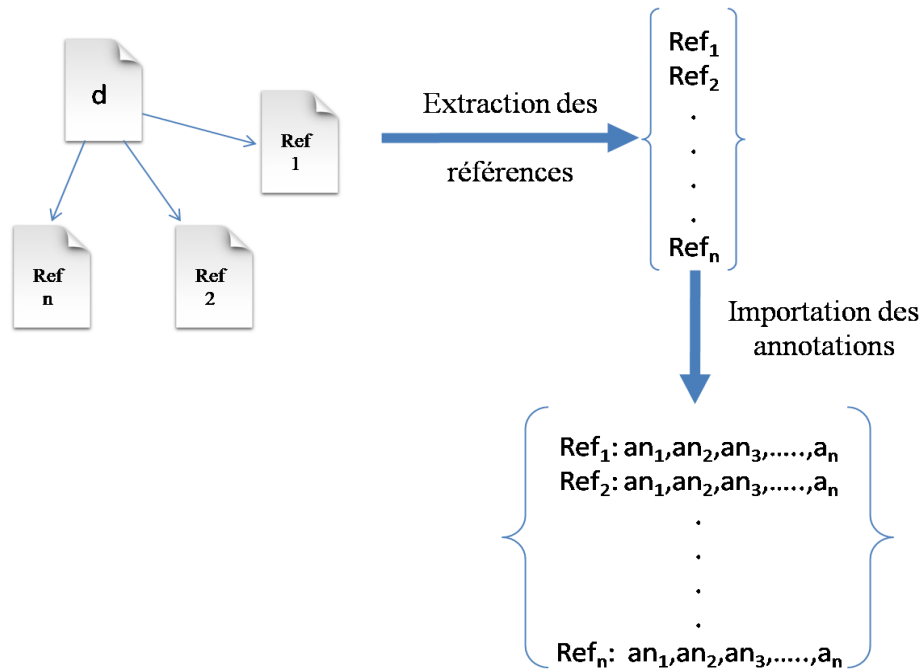 d
Ref
1
Ref
n
Ref
2
Extraction des
référénces
Ref₁
Ref₂
.
.
.
.
Refₙ
Importation des
annotations
Ref₁: an₁,an₂,an₃,.....,aₙ
Ref₂: an₁,an₂,an₃,.....,aₙ
.
.
.
.
Refₙ: an₁,an₂,an₃,.....,aₙ